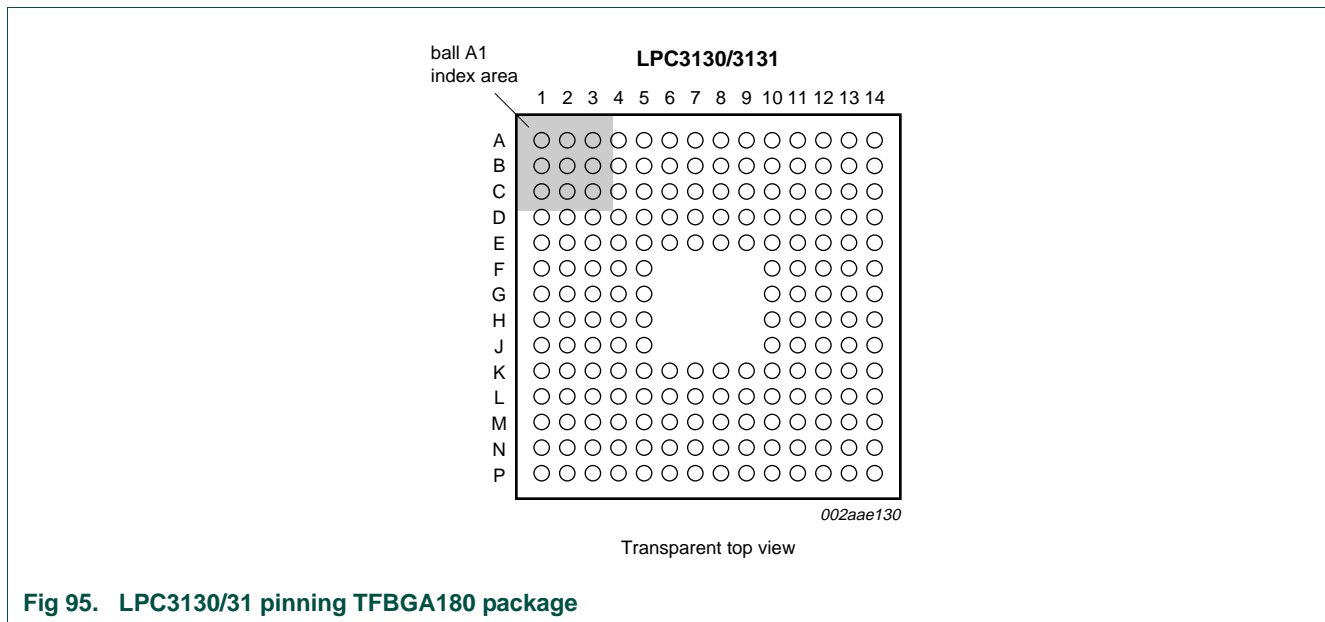 ball A1
index area
LPC3130/3131
1 2 3 4 5 6 7 8 9 10 11 12 13 14
A
B
C
D
E
F
G
H
J
K
L
M
N
P
002aae130
Transparent top view
Fig 95. LPC3130/31 pinning TFBGA180 package